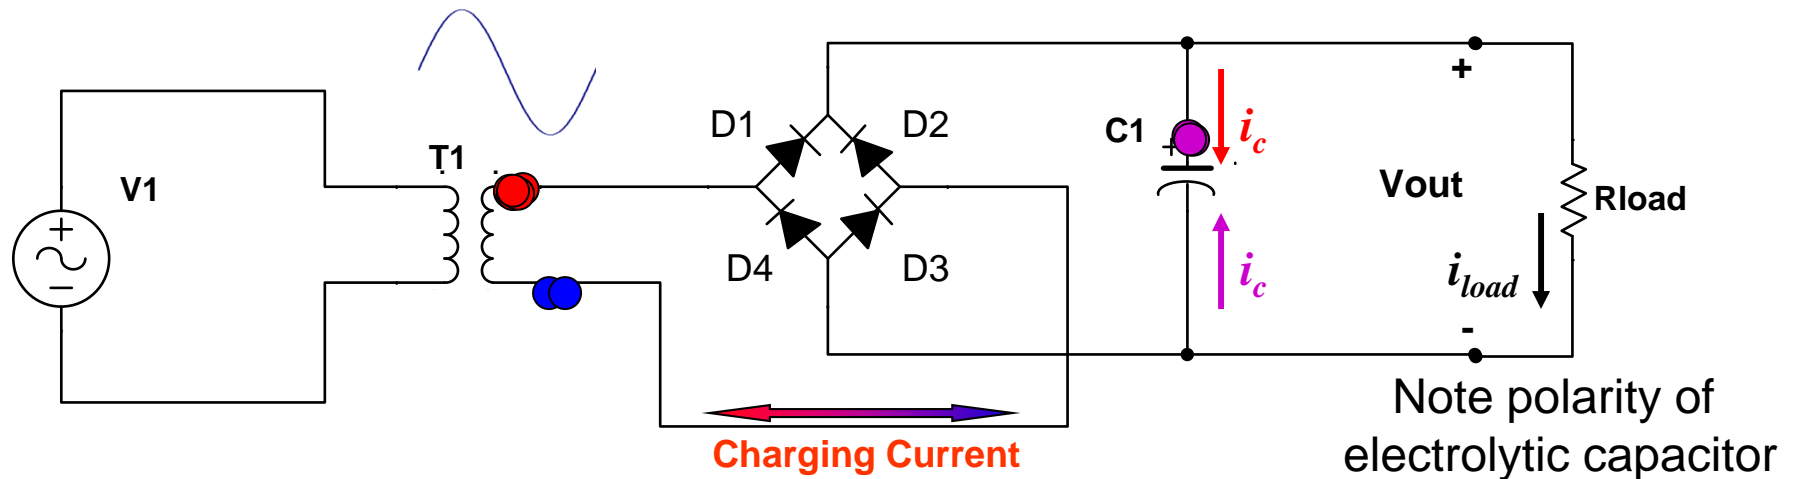 T1
V1
D1
D2
D4
D3
C1
+
i_c
i_c
+
Vout
-
Rload
i_load
Charging Current
Note polarity of
electrolytic capacitor